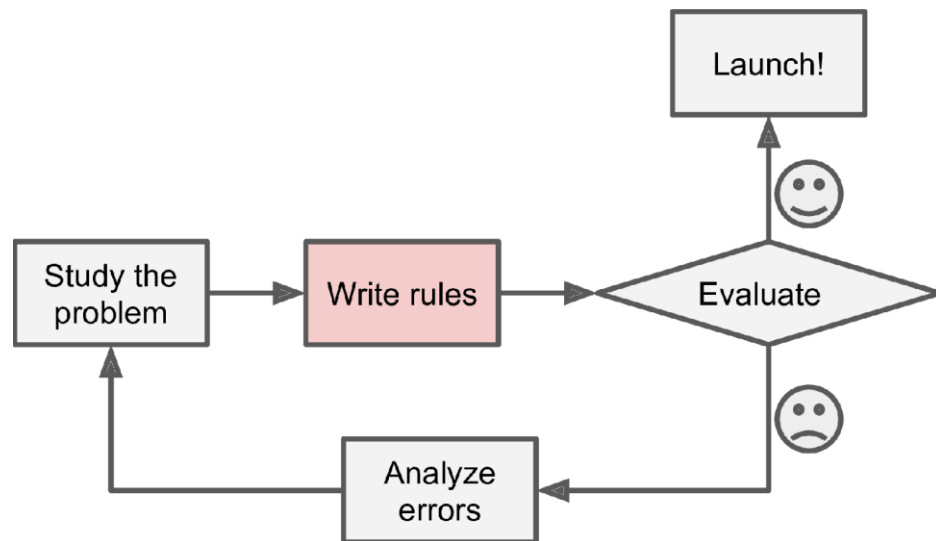 Launch!
Study the
problem
Write rules
Evaluate
Analyze
errors